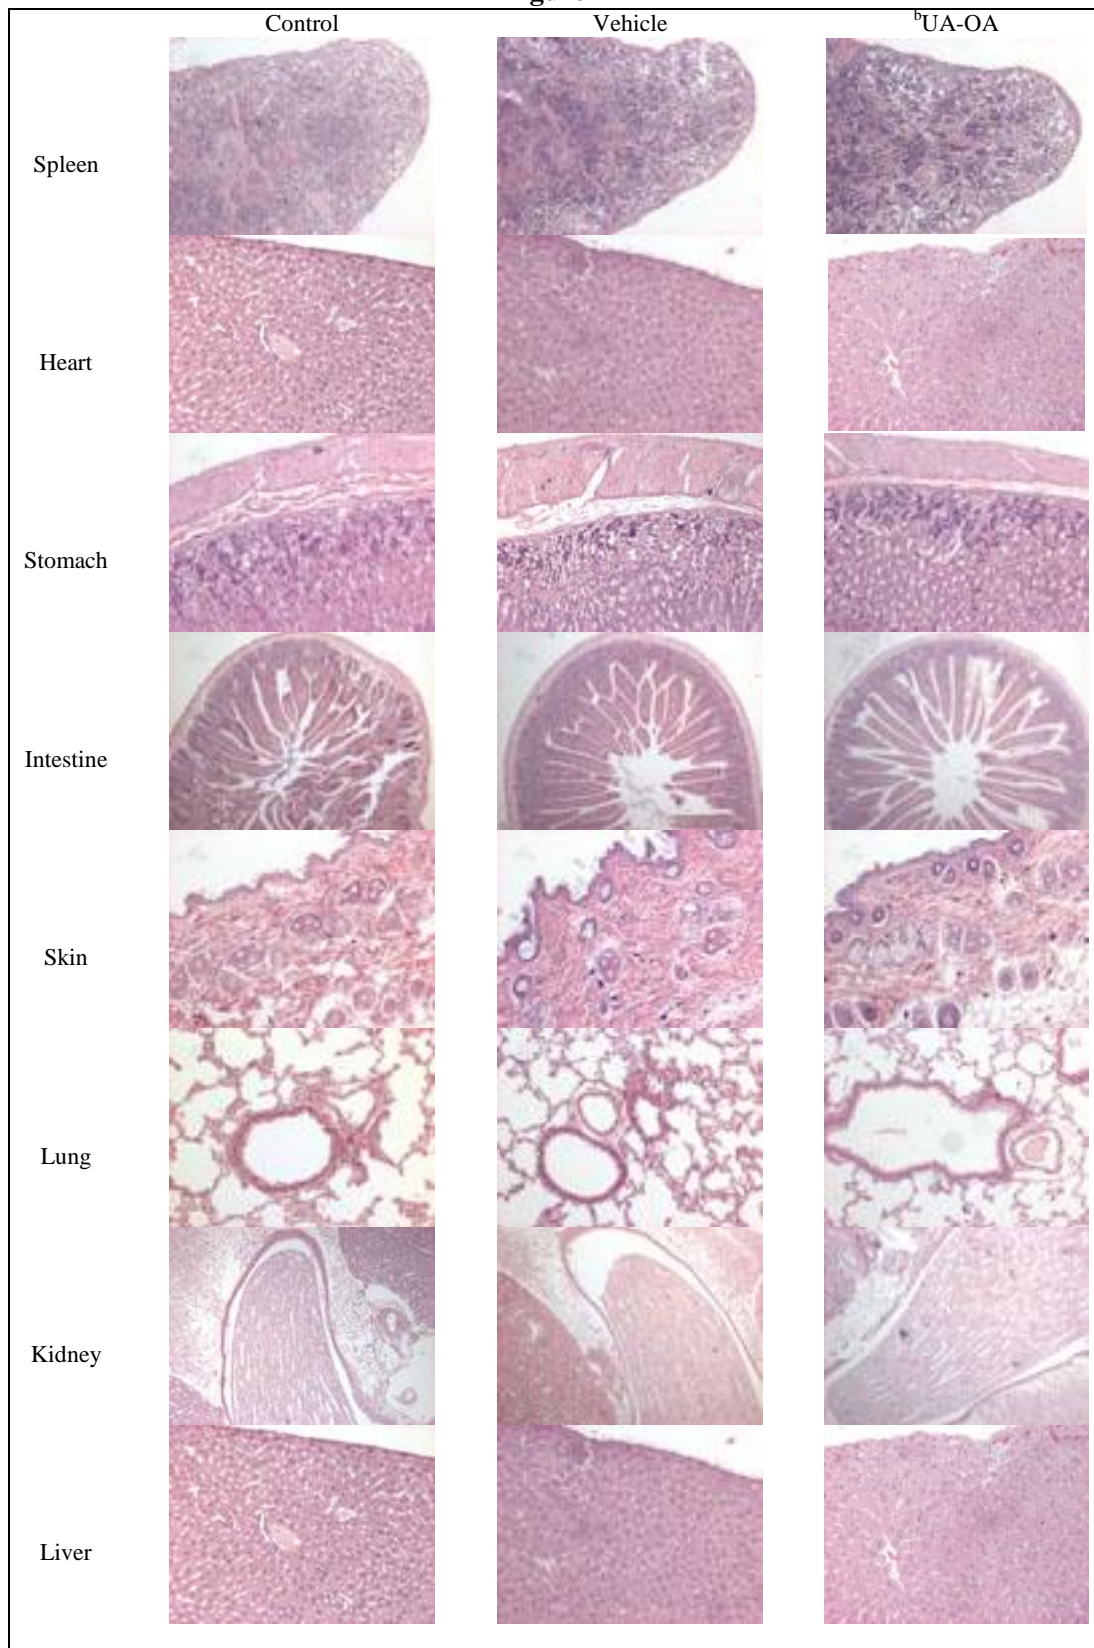 Control Vehicle ᵇUA-OA
Spleen
Heart
Stomach
Intestine
Skin
Lung
Kidney
Liver